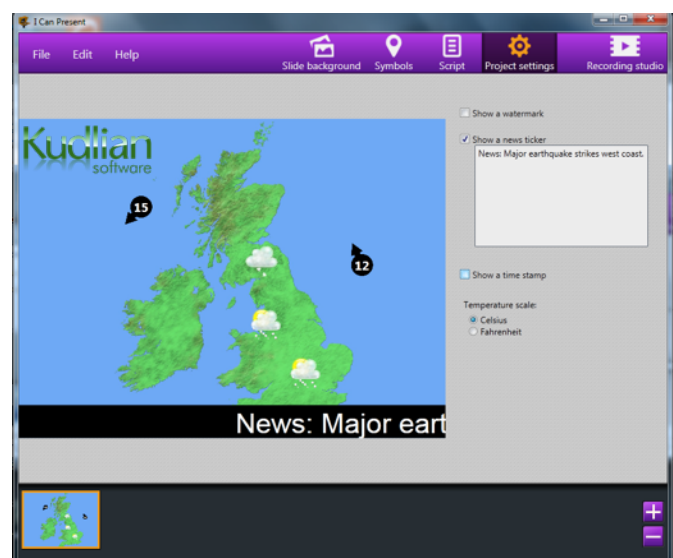 I Can Present
File Edit Help
Slide background Symbols Script Project settings Recording studio
Show a watermark
Show a news ticker
News: Major earthquake strikes west coast.
Kudlian
software
15
12
Show a time stamp
Temperature scale:
Celsius
Fahrenheit
News: Major eart